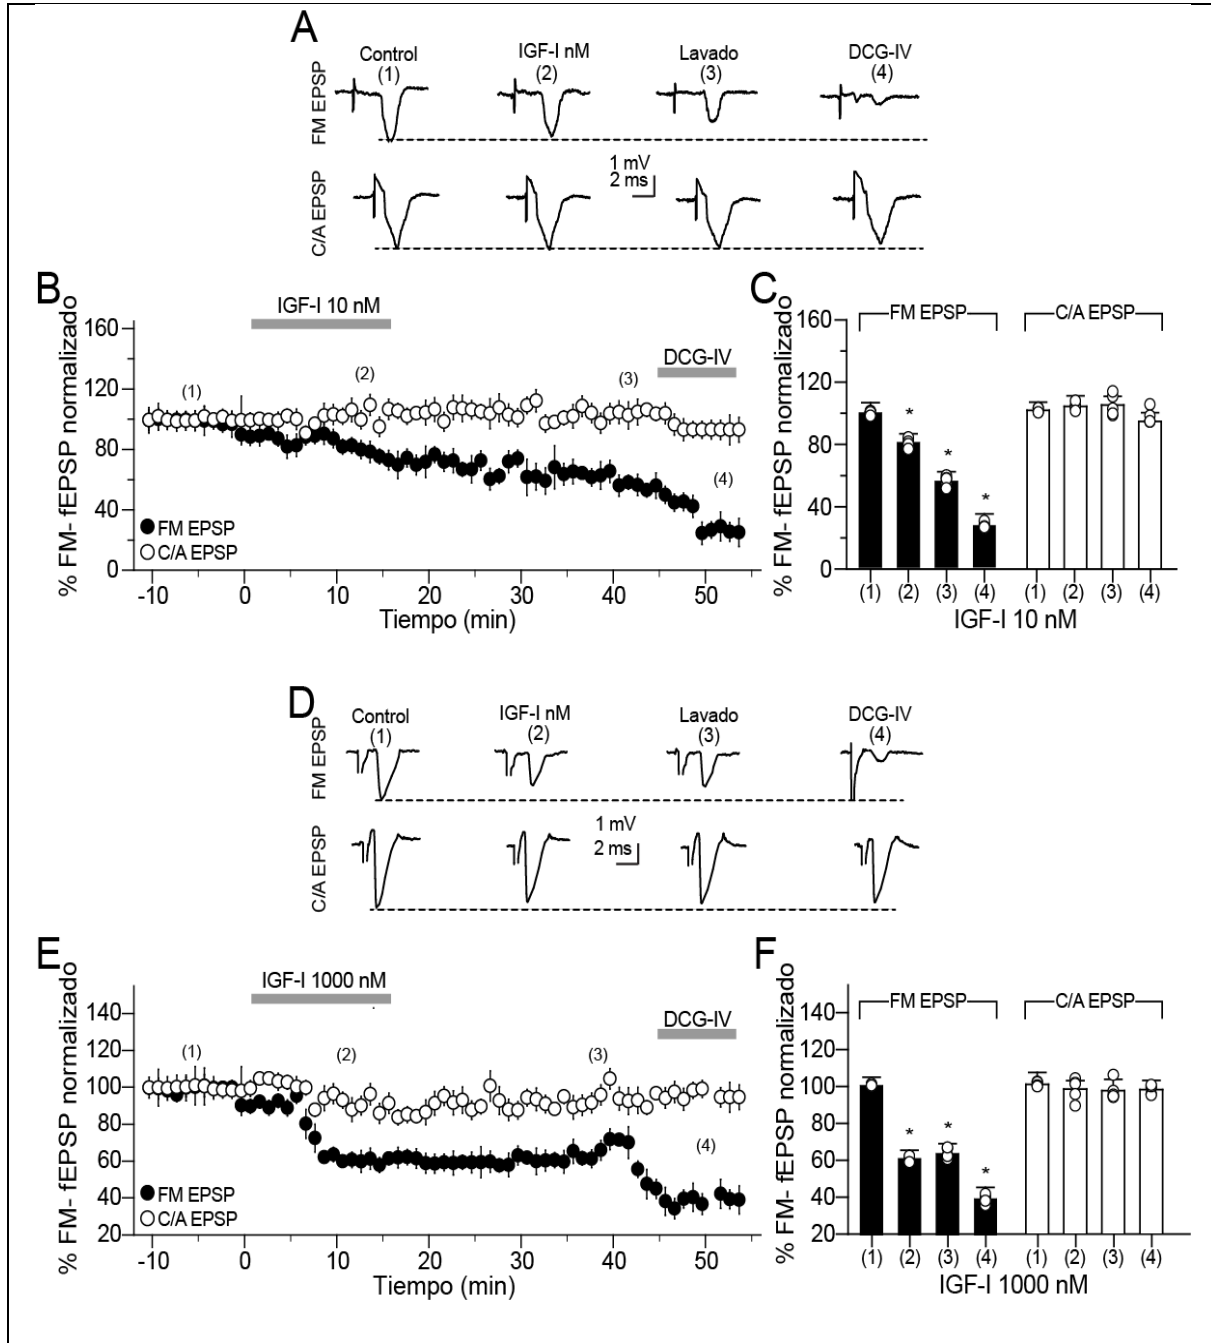 A
Control
(1)
IGF-I nM
(2)
Lavado
(3)
DCG-IV
(4)
FM EPSP
1 mV
2 ms
C/A EPSP
B
% FM- fEPSP normalizado
IGF-I 10 nM
DCG-IV
160
120
80
40
0
(1)
(2)
(3)
(4)
FM EPSP
C/A EPSP
-10 0 10 20 30 40 50
Tiempo (min)
C
% FM- fEPSP normalizado
FM EPSP C/A EPSP
160
120
80
40
0
* * *
(1) (2) (3) (4) (1) (2) (3) (4)
IGF-I 10 nM
D
Control
(1)
IGF-I nM
(2)
Lavado
(3)
DCG-IV
(4)
FM EPSP
1 mV
2 ms
C/A EPSP
E
% FM- fEPSP normalizado
IGF-I 1000 nM
DCG-IV
140
120
100
80
60
40
20
(1)
(2)
(3)
(4)
FM EPSP
C/A EPSP
-10 0 10 20 30 40 50
Tiempo (min)
F
% FM- fEPSP normalizado
FM EPSP C/A EPSP
140
120
100
80
60
40
20
* * *
(1) (2) (3) (4) (1) (2) (3) (4)
IGF-I 1000 nM